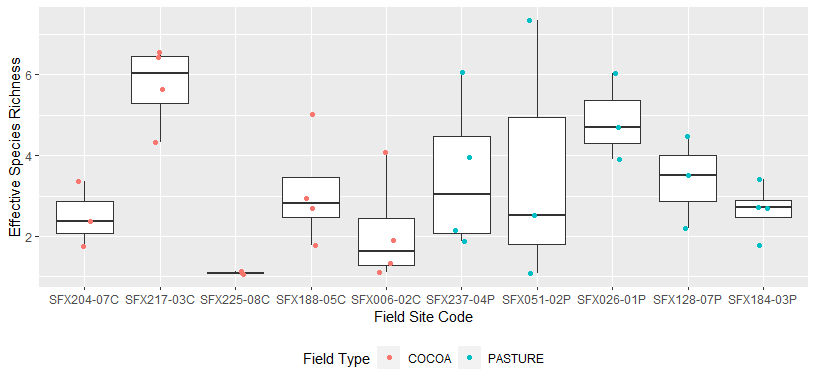 Effective Species Richness
6
4
2
SFX204-07C SFX217-03C SFX225-08C SFX188-05C SFX006-02C SFX237-04P SFX051-02P SFX026-01P SFX128-07P SFX184-03P
Field Site Code
Field Type COCOA PASTURE